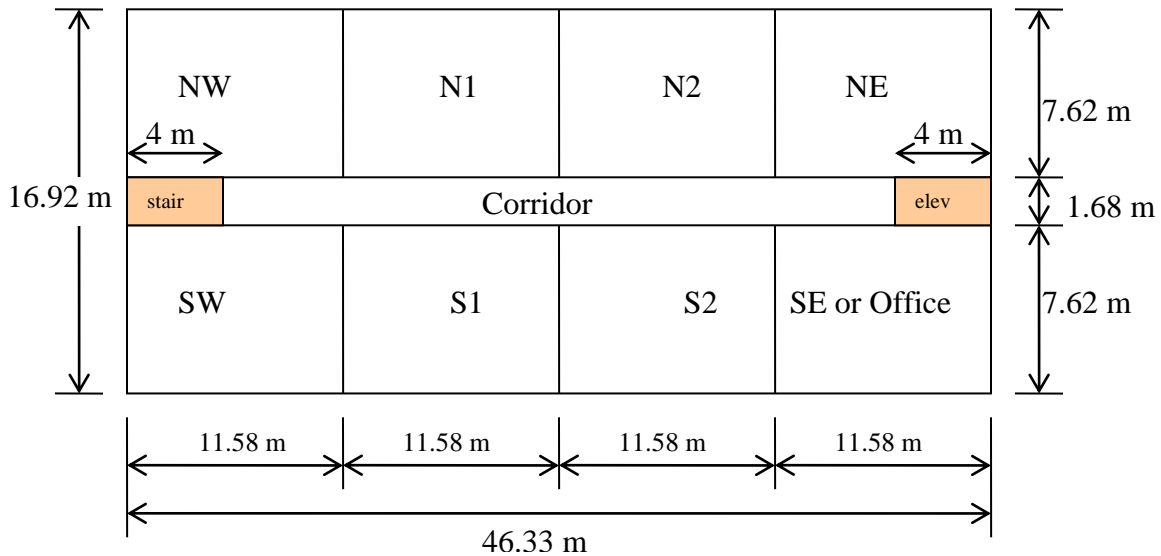 NW N1 N2 NE
7.62 m
4 m 4 m
16.92 m stair Corridor elev 1.68 m
SW S1 S2 SE or Office 7.62 m
11.58 m 11.58 m 11.58 m 11.58 m
46.33 m